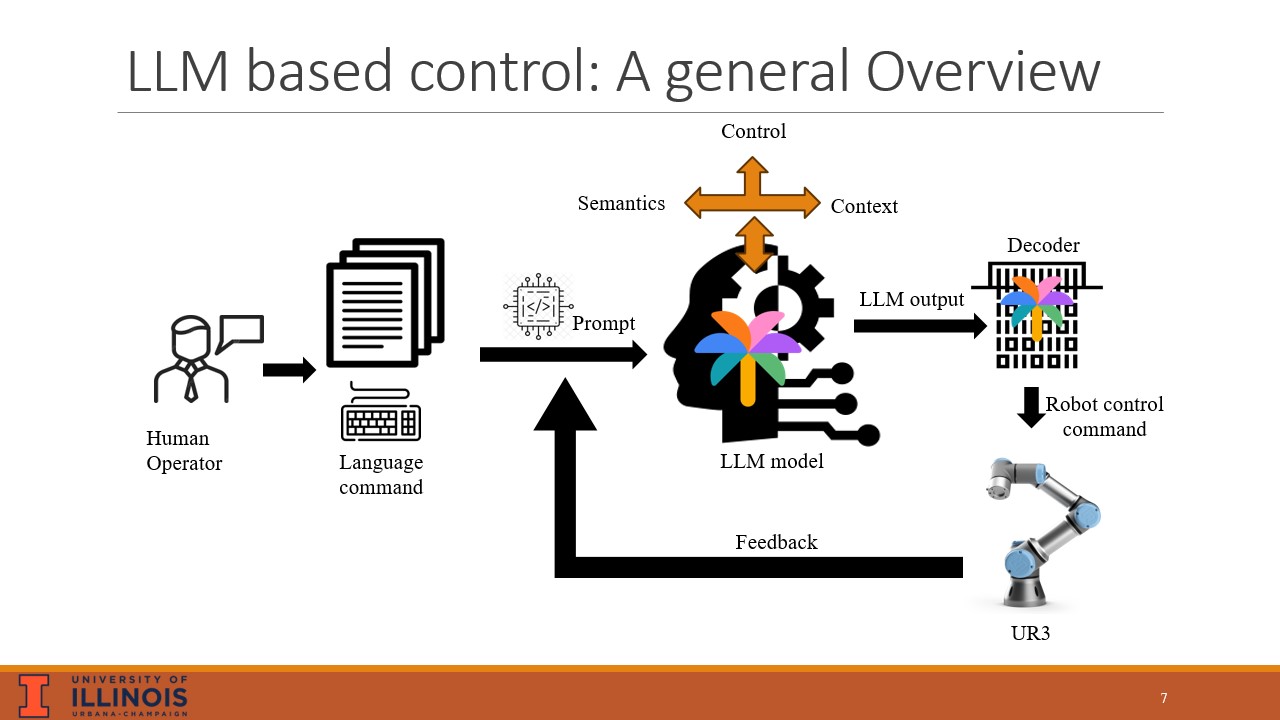 LLM based control: A general Overview
Control
Semantics
Context
Decoder
LLM output
</>
Prompt
Robot control
command
Human
Operator
Language
command
LLM model
Feedback
UR3
UNIVERSITY OF
ILLINOIS
URBANA-CHAMPAIGN
7